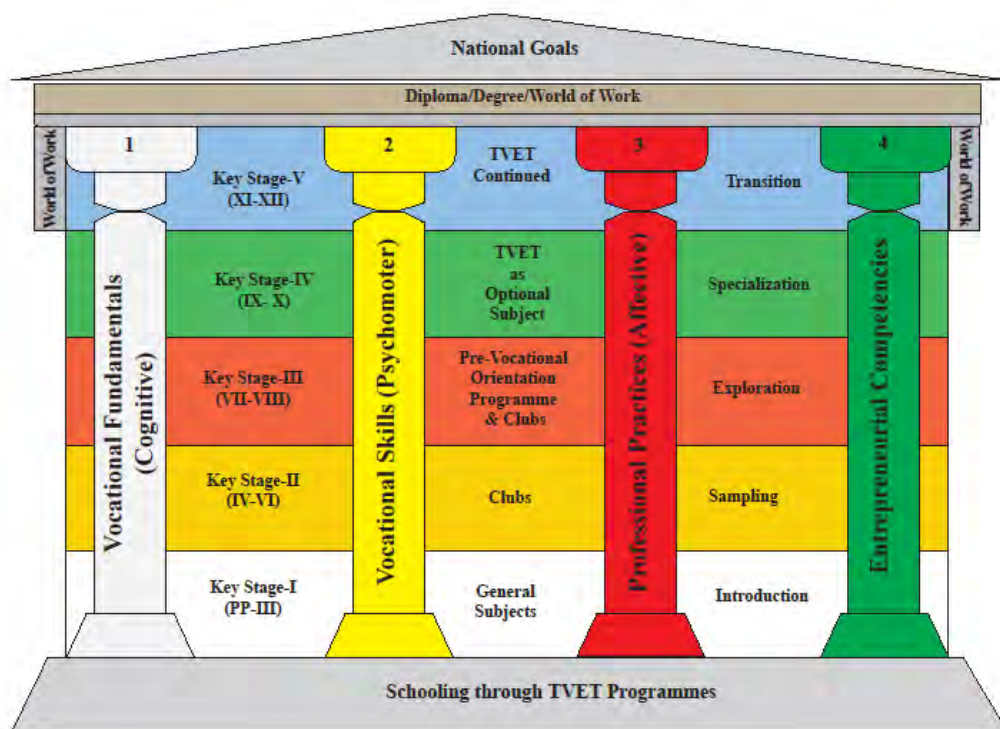 National Goals
Diploma/Degree/World of Work
World of Work
1
2
3
4
World of Work
Key Stage-V
(XI-XII)
TVET
Continued
Transition
Key Stage-IV
(IX- X)
TVET
as
Optional
Subject
Specialization
Key Stage-III
(VII-VIII)
Pre-Vocational
Orientation
Programme
& Clubs
Exploration
Key Stage-II
(IV-VI)
Clubs
Sampling
Key Stage-I
(PP-III)
General
Subjects
Introduction
Vocational Fundamentals
(Cognitive)
Vocational Skills (Psychomoter)
Professional Practices (Affective)
Entrepreneurial Competencies
Schooling through TVET Programmes